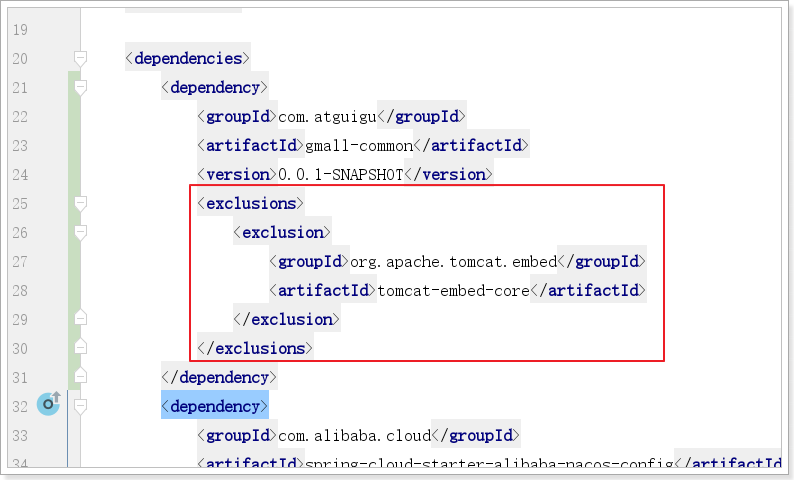 19
20 <dependencies>
21 <dependency>
22 <groupId>com.atguigu</groupId>
23 <artifactId>gmall-common</artifactId>
24 <version>0.0.1-SNAPSHOT</version>
25 <exclusions>
26 <exclusion>
27 <groupId>org.apache.tomcat.embed</groupId>
28 <artifactId>tomcat-embed-core</artifactId>
29 </exclusion>
30 </exclusions>
31 </dependency>
32 <dependency>
33 <groupId>com.alibaba.cloud</groupId>
34 <artifactId>spring-cloud-starter-alibaba-nacos-config</artifactId